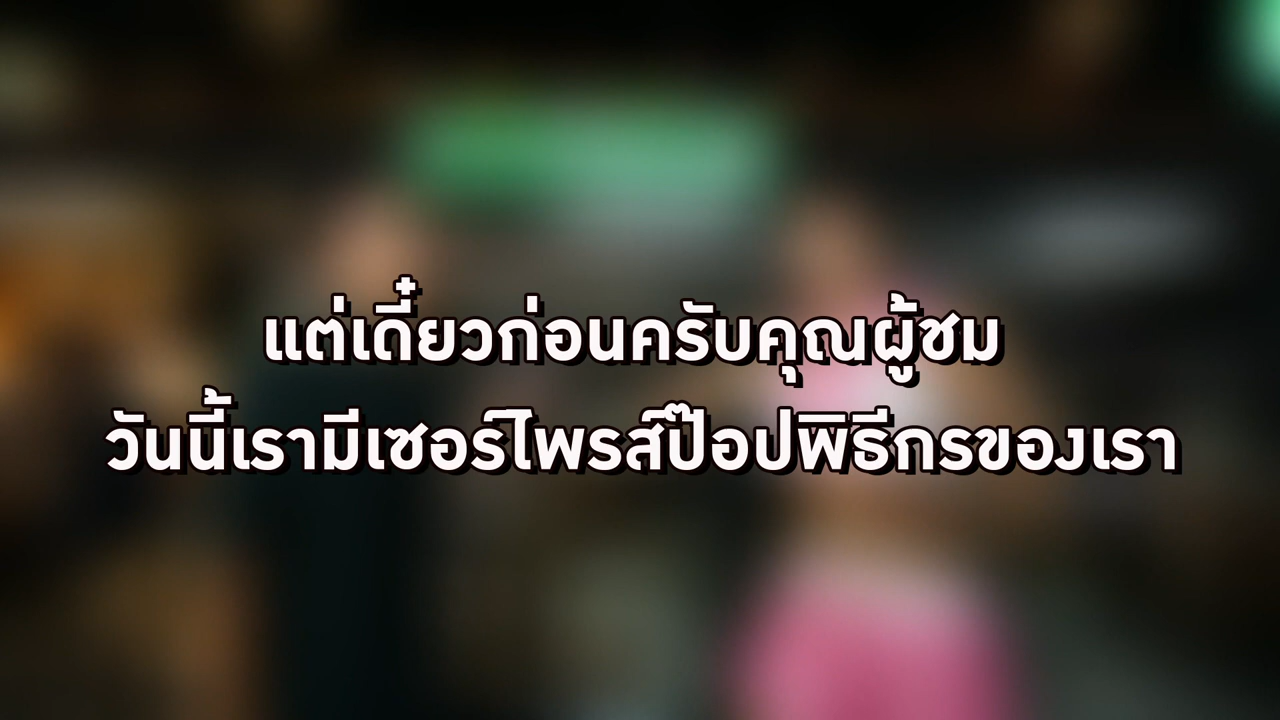 แต่เดี๋ยวก่อนครับคุณผู้ชม
วันนี้เรามีเซอร์ไพรส์ป๊อปพิธีกรของเรา